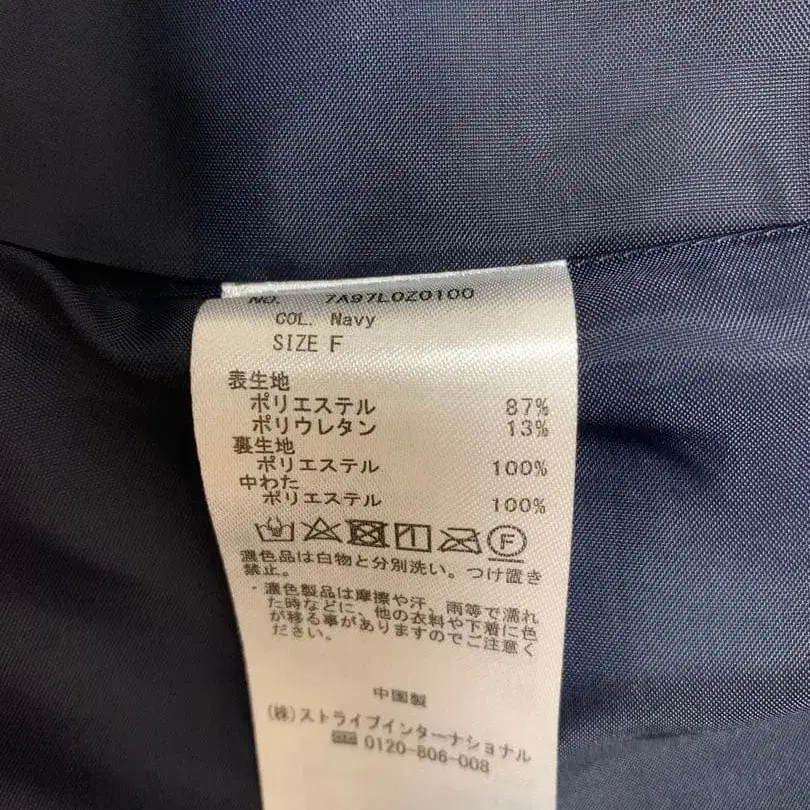 NO. 7A97L0Z0100
COL. Navy
SIZE F
表生地
ポリエステル 87%
ポリウレタン 13%
裏生地
ポリエステル 100%
中わた
ポリエステル 100%
F
濃色品は白物と分別洗い。つけ置き
禁止。
・濃色製品は摩擦や汗、雨等で濡れ
た時などに、他の衣料や下着に色
が移る事がありますのでご注意く
ださい。
中国製
(株)ストライプインターナショナル
0120-806-008